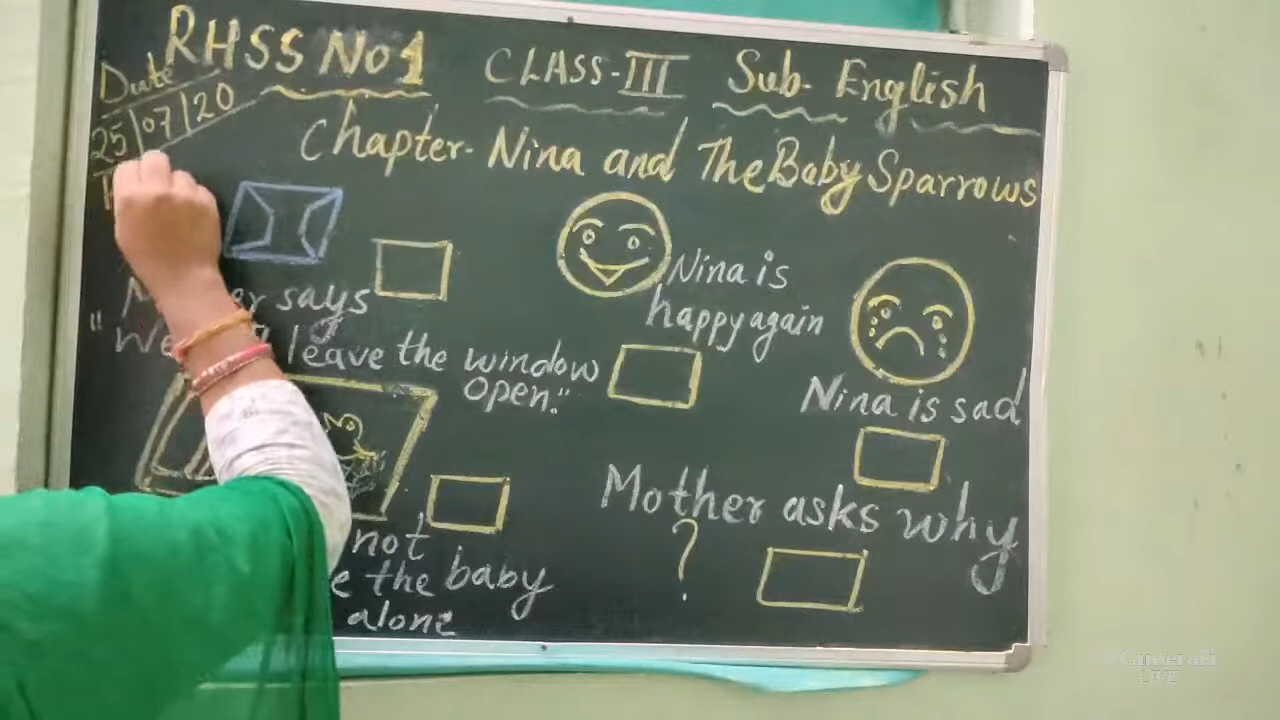 RHSS No 1 CLASS-III Sub- English
Date
25/07/20
Chapter- Nina and The Baby Sparrows
says
leave the window
open."
Nina is
happy again
Nina is sad
Mother asks why
?
not
the baby
alone
LIVE